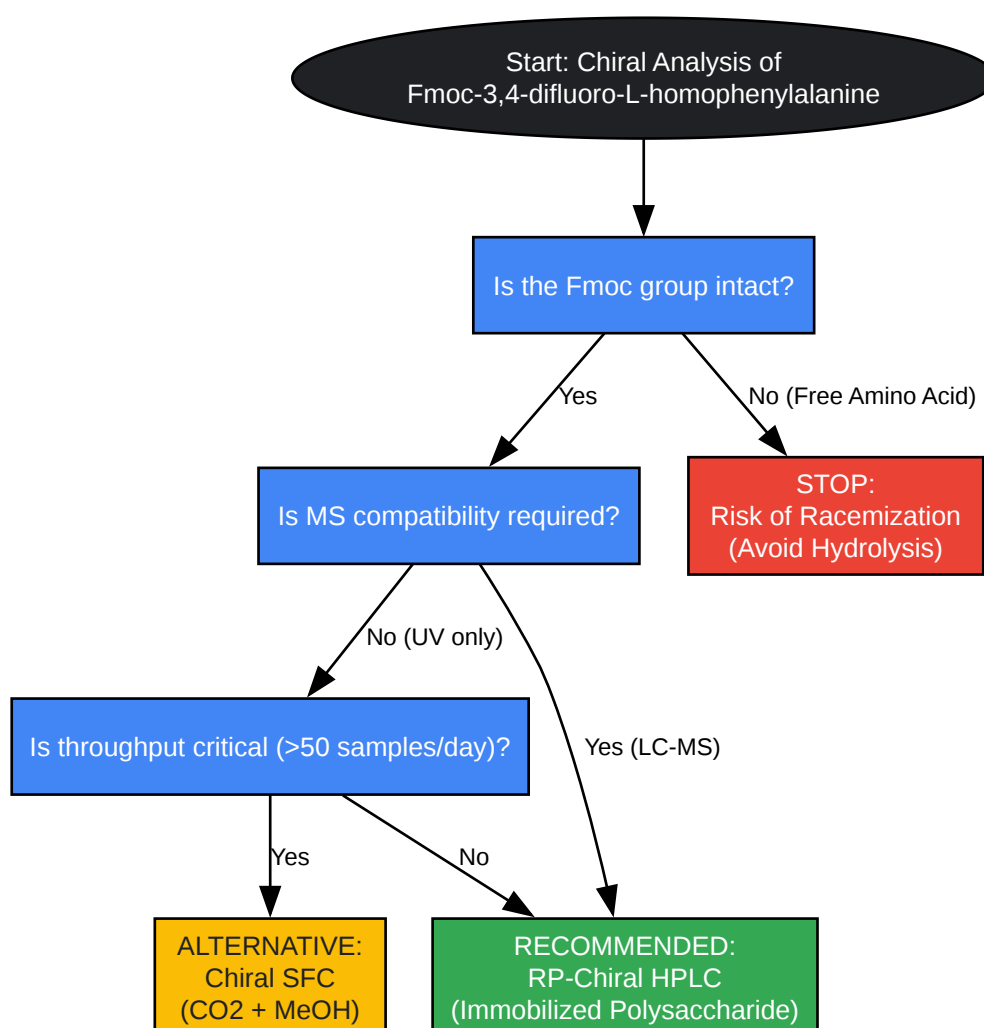 Start: Chiral Analysis of
Fmoc-3,4-difluoro-L-homophenylalanine
Is the Fmoc group intact?
Yes
No (Free Amino Acid)
Is MS compatibility required?
STOP:
Risk of Racemization
(Avoid Hydrolysis)
No (UV only)
Is throughput critical (>50 samples/day)?
Yes (LC-MS)
Yes
No
ALTERNATIVE:
Chiral SFC
(CO2 + MeOH)
RECOMMENDED:
RP-Chiral HPLC
(Immobilized Polysaccharide)